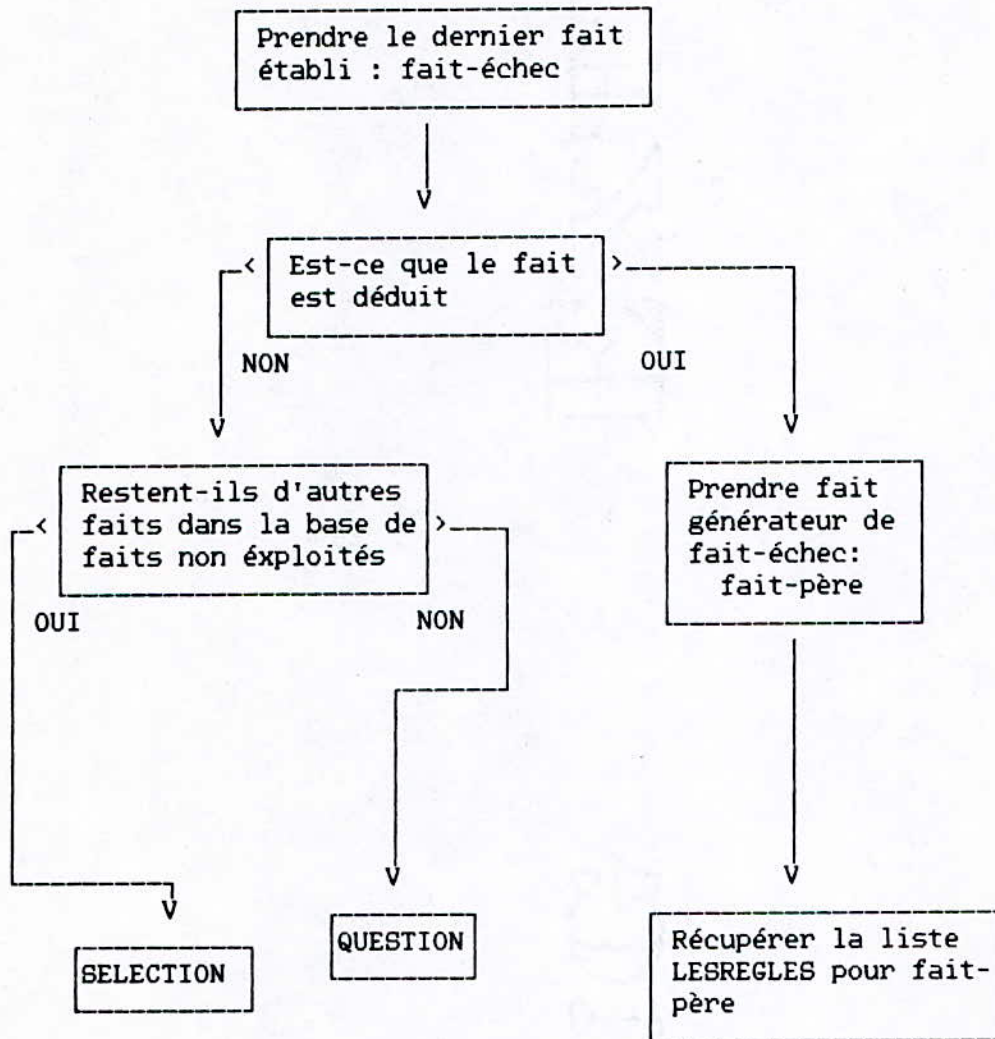 Prendre le dernier fait
établi : fait-échec
Est-ce que le fait
est déduit
NON
OUI
Restent-ils d'autres
faits dans la base de
faits non éxploités
OUI
NON
Prendre fait
générateur de
fait-échec:
fait-père
SELECTION
QUESTION
Récupérer la liste
LESREGLES pour fait-
père